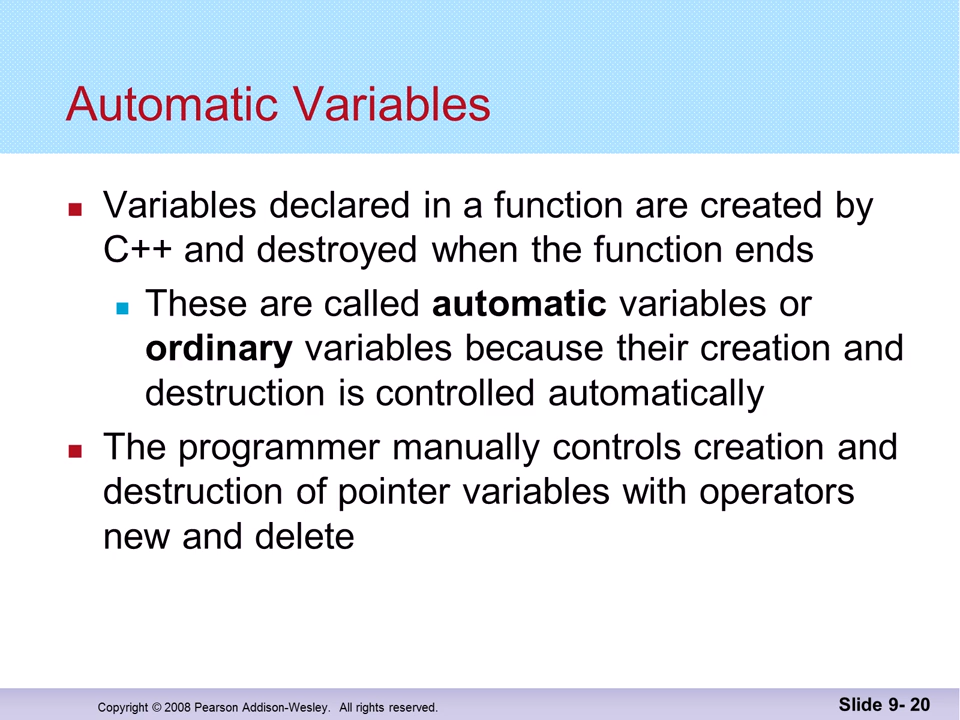 Automatic Variables
Variables declared in a function are created by
C++ and destroyed when the function ends
These are called automatic variables or
ordinary variables because their creation and
destruction is controlled automatically
The programmer manually controls creation and
destruction of pointer variables with operators
new and delete
Copyright © 2008 Pearson Addison-Wesley. All rights reserved.
Slide 9- 20